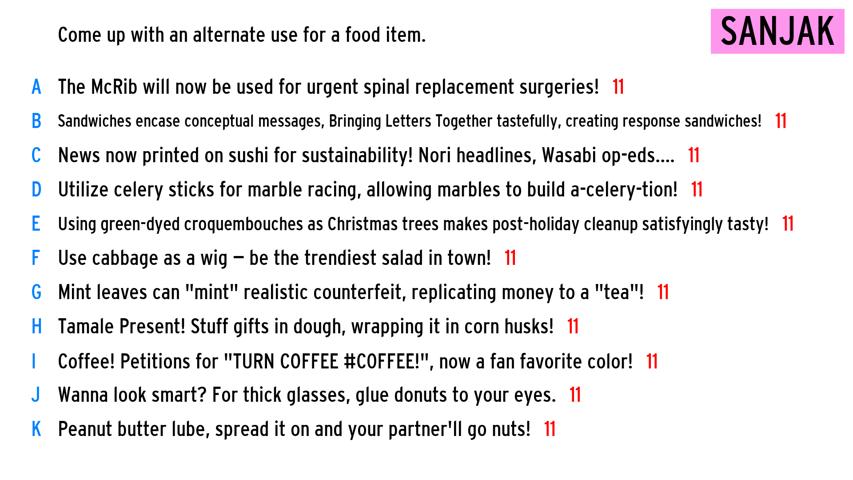 Come up with an alternate use for a food item.
SANJAK
A The McRib will now be used for urgent spinal replacement surgeries! 11
B Sandwiches encase conceptual messages, Bringing Letters Together tastefully, creating response sandwiches! 11
C News now printed on sushi for sustainability! Nori headlines, Wasabi op-eds.... 11
D Utilize celery sticks for marble racing, allowing marbles to build a-celery-tion! 11
E Using green-dyed croquembouches as Christmas trees makes post-holiday cleanup satisfyingly tasty! 11
F Use cabbage as a wig – be the trendiest salad in town! 11
G Mint leaves can "mint" realistic counterfeit, replicating money to a "tea"! 11
H Tamale Present! Stuff gifts in dough, wrapping it in corn husks! 11
I Coffee! Petitions for "TURN COFFEE #COFFEE!", now a fan favorite color! 11
J Wanna look smart? For thick glasses, glue donuts to your eyes. 11
K Peanut butter lube, spread it on and your partner'll go nuts! 11